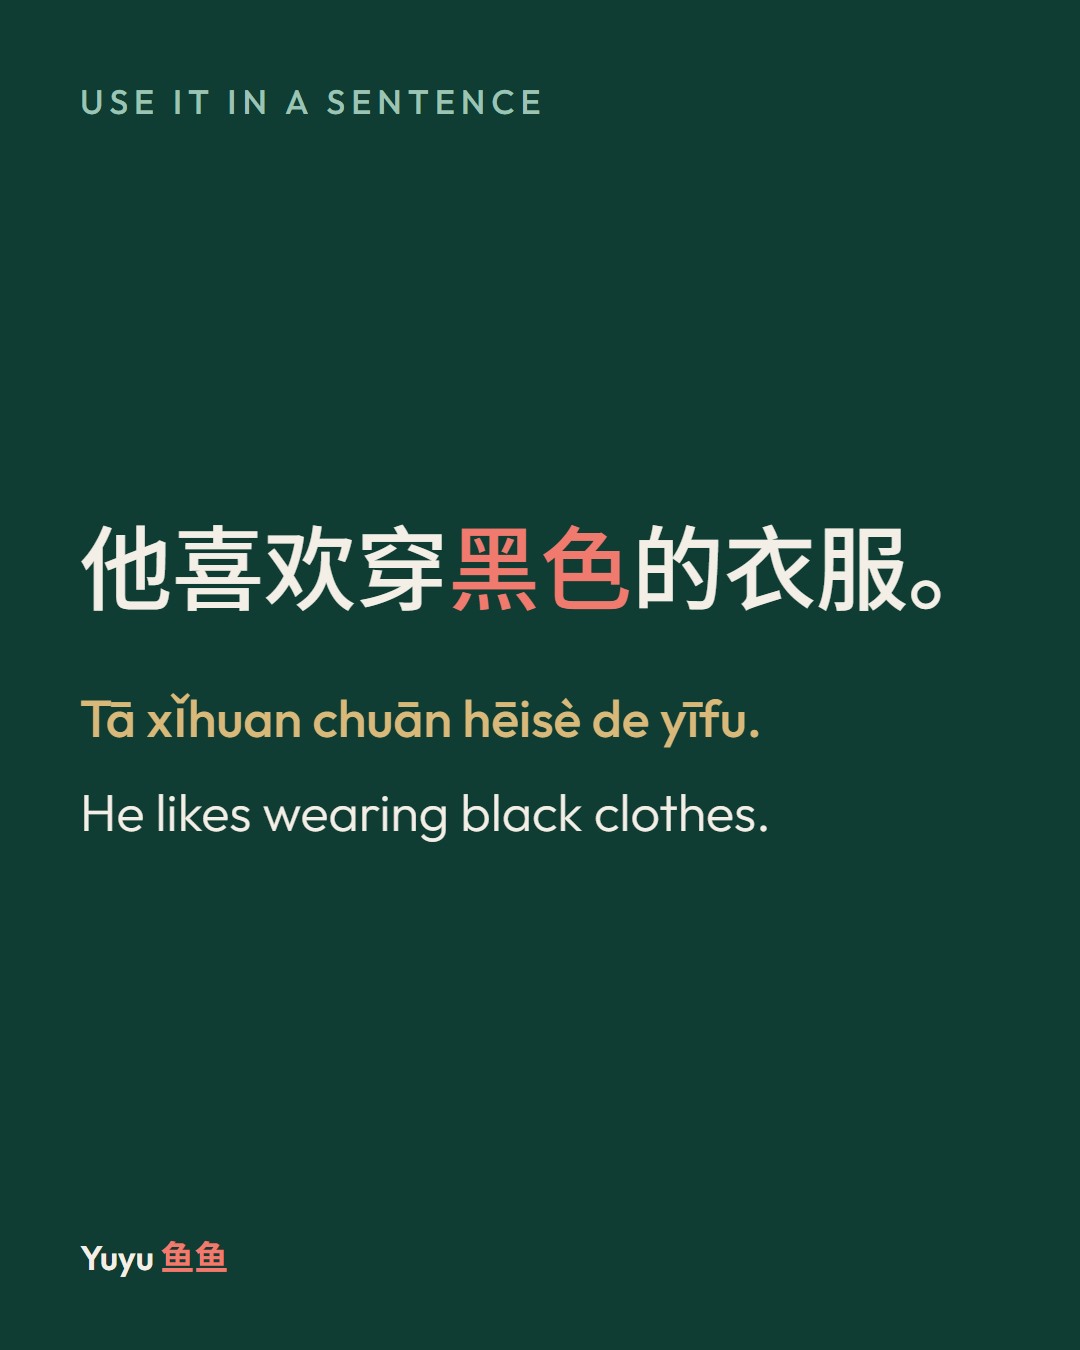 USE IT IN A SENTENCE
他喜欢穿黑色的衣服。
Tā xǐhuan chuān hēisè de yīfu.
He likes wearing black clothes.
Yuyu 鱼鱼